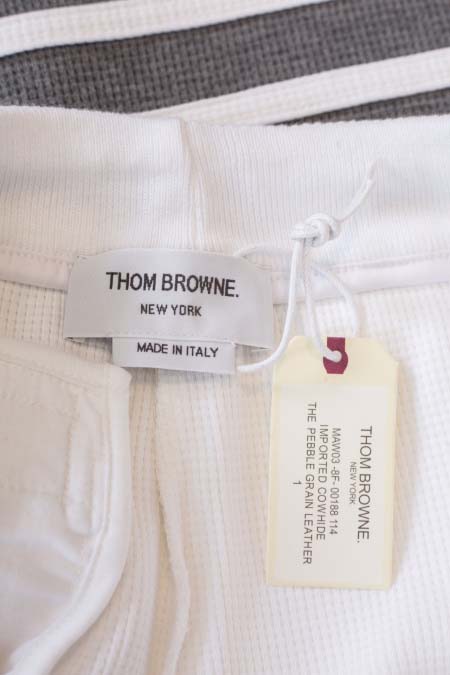 THOM BROWNE.
NEW YORK
MADE IN ITALY
THOM BROWNE.
NEW YORK
MAW03-8F-00188 114
IMPORTED COWHIDE
THE PEBBLE GRAIN LEATHER
1